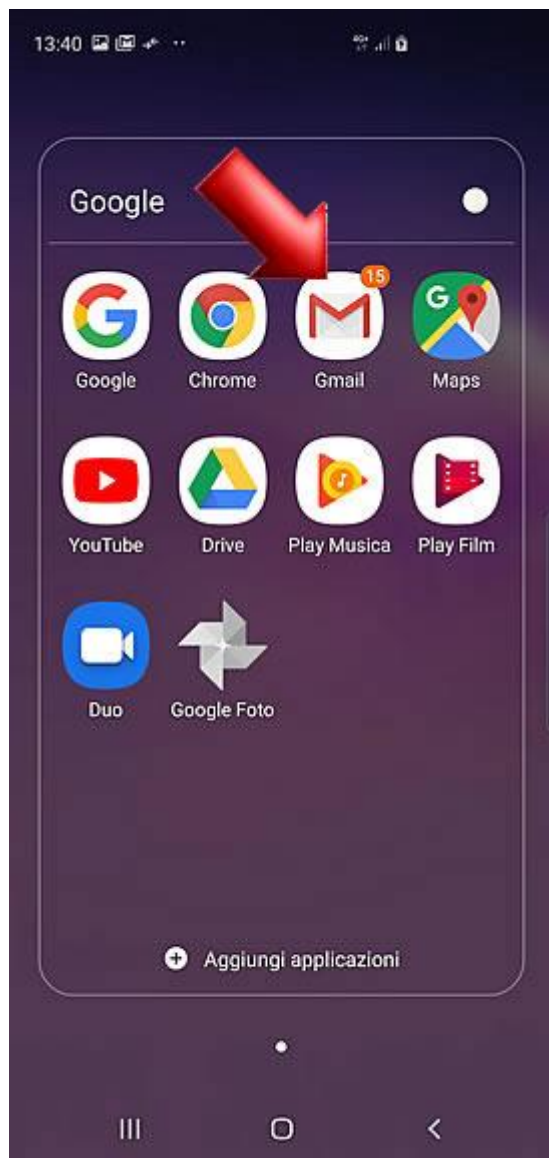 13:40
Google
15
Google Chrome Gmail Maps
YouTube Drive Play Musica Play Film
Duo Google Foto
Aggiungi applicazioni